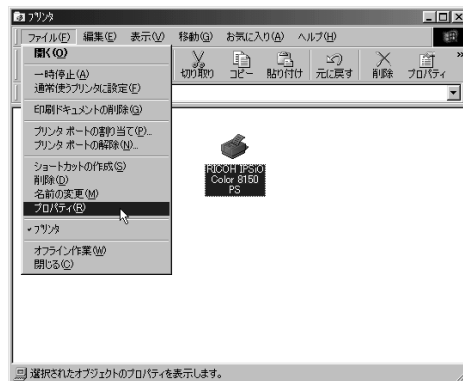 プリンタ
ファイル(F) 編集(E) 表示(V) 移動(G) お気に入り(A) ヘルプ(H)
切り取り コピー 貼り付け 元に戻す 削除 プロパティ »
開く(O)
一時停止(A)
通常使うプリンタに設定(F)
印刷ドキュメントの削除(G)
プリンタ ポートの割り当て(P)...
プリンタ ポートの解除(N)...
ショートカットの作成(S)
削除(D)
名前の変更(M)
プロパティ(R)
プリンタ
オフライン作業(W)
閉じる(C)
RICOH IPSiO
Color 8150
PS
選択されたオブジェクトのプロパティを表示します。